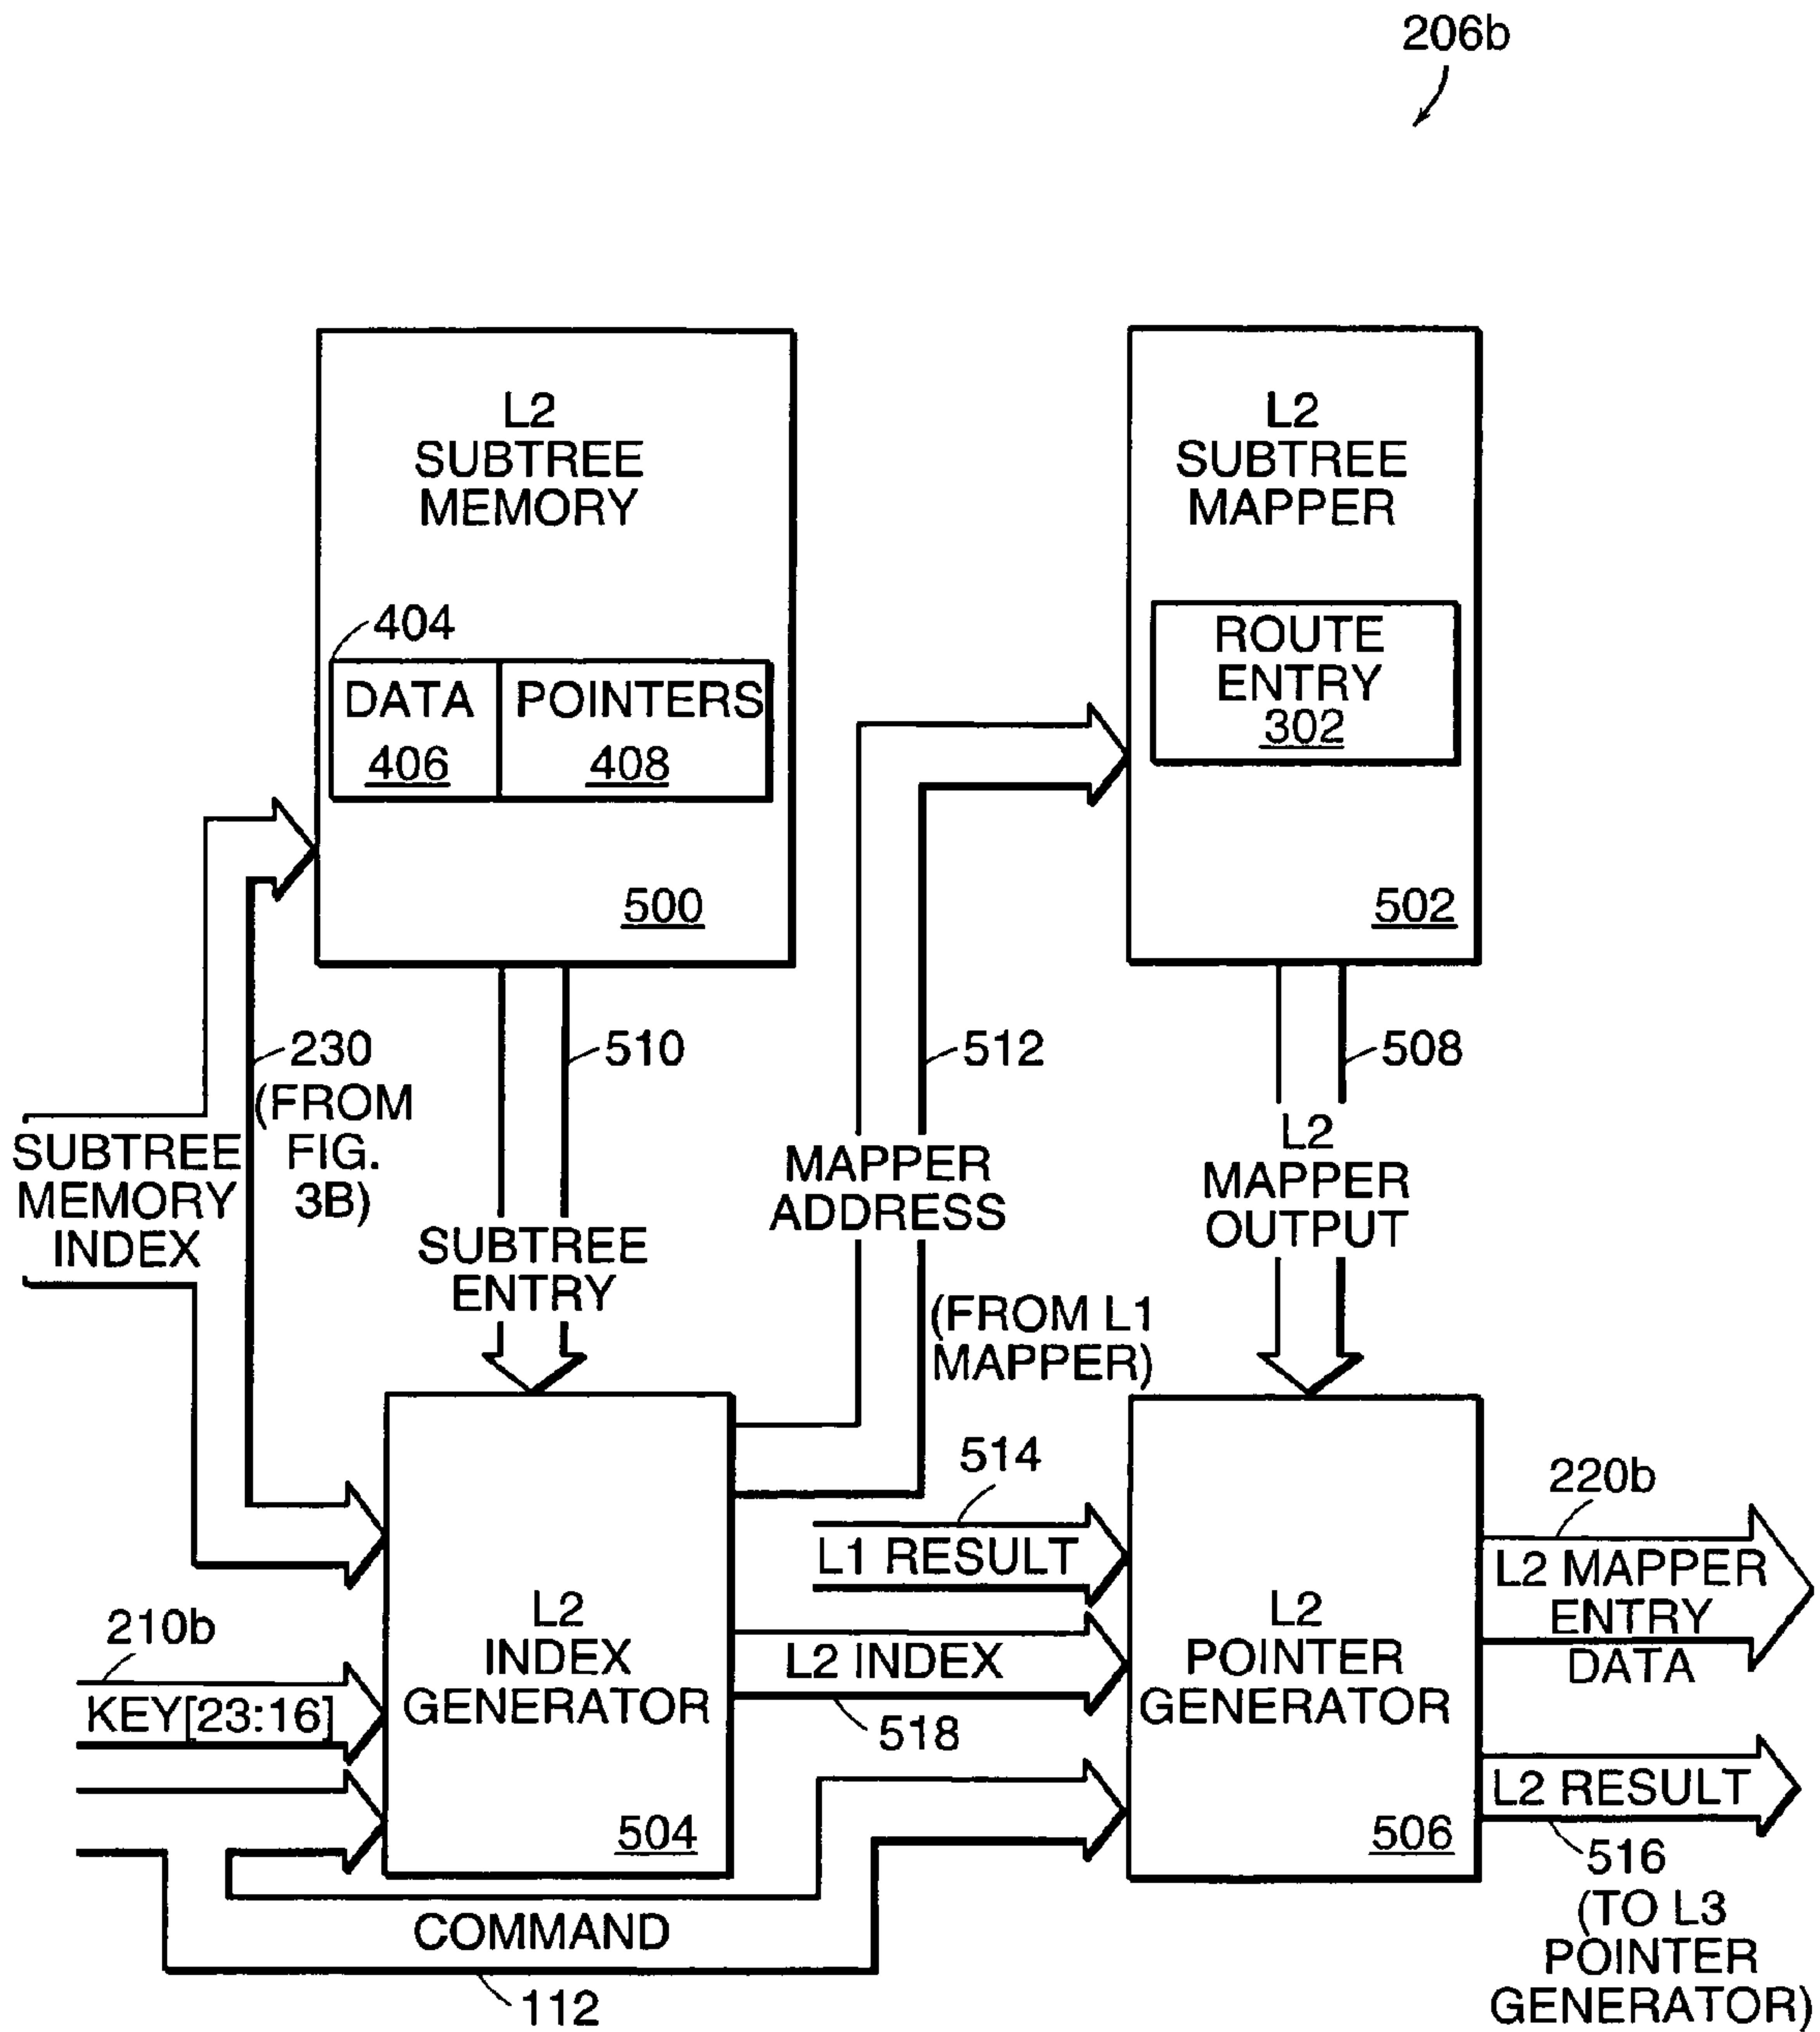 206b
L2
SUBTREE
MEMORY
404
DATA
406
POINTERS
408
500
L2
SUBTREE
MAPPER
ROUTE
ENTRY
302
502
230
(FROM
FIG.
3B)
SUBTREE
MEMORY
INDEX
510
SUBTREE
ENTRY
512
MAPPER
ADDRESS
508
L2
MAPPER
OUTPUT
(FROM L1
MAPPER)
514
L1 RESULT
210b
KEY[23:16]
L2
INDEX
GENERATOR
504
L2 INDEX
518
L2
POINTER
GENERATOR
506
220b
L2 MAPPER
ENTRY
DATA
L2 RESULT
516
(TO L3
POINTER
GENERATOR)
COMMAND
112